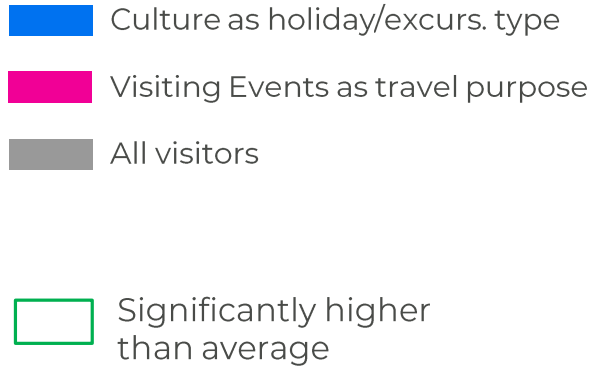 Culture as holiday/excurs. type
Visiting Events as travel purpose
All visitors
Significantly higher
than average